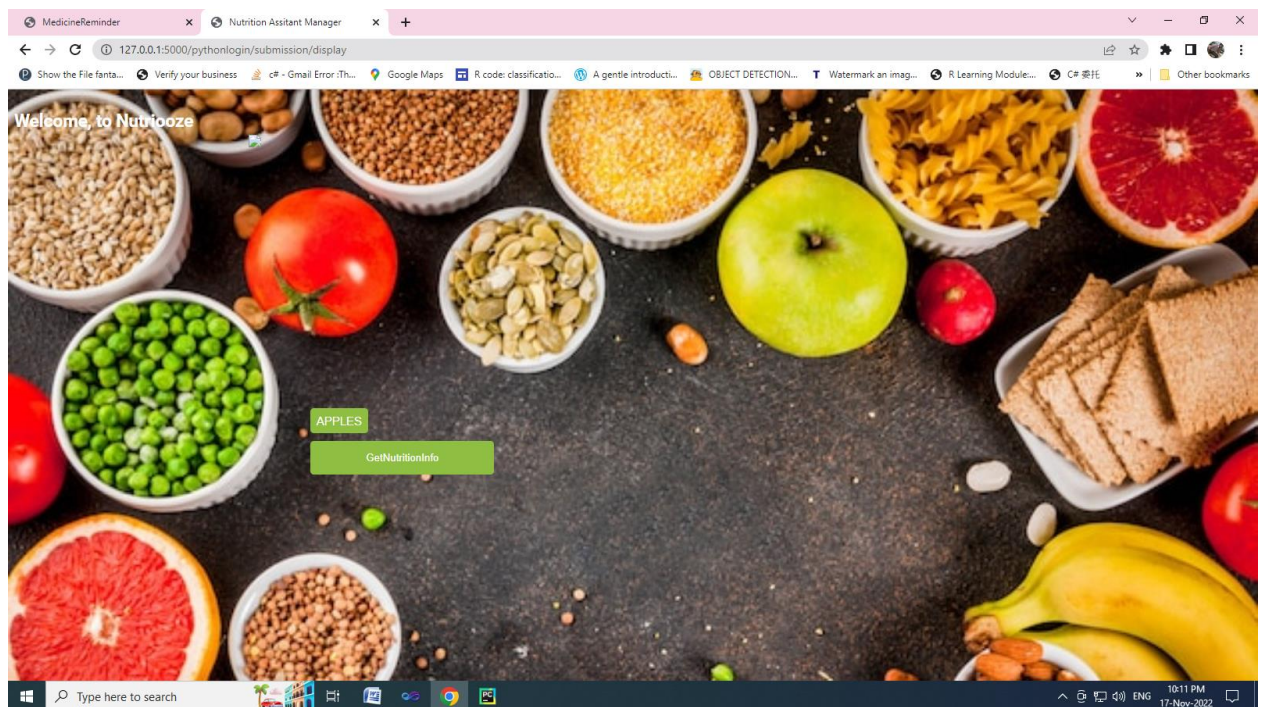 MedicineReminder
Nutrition Assitant Manager
127.0.0.1:5000/pythonlogin/submission/display
Show the File fanta... Verify your business c# - Gmail Error :Th... Google Maps R code: classificatio... A gentle introducti... OBJECT DETECTION... Watermark an imag... R Learning Module:... C# 委托 » Other bookmarks
Welcome, to Nutriooze
APPLES
GetNutritionInfo
Type here to search
ENG
10:11 PM
17-Nov-2022